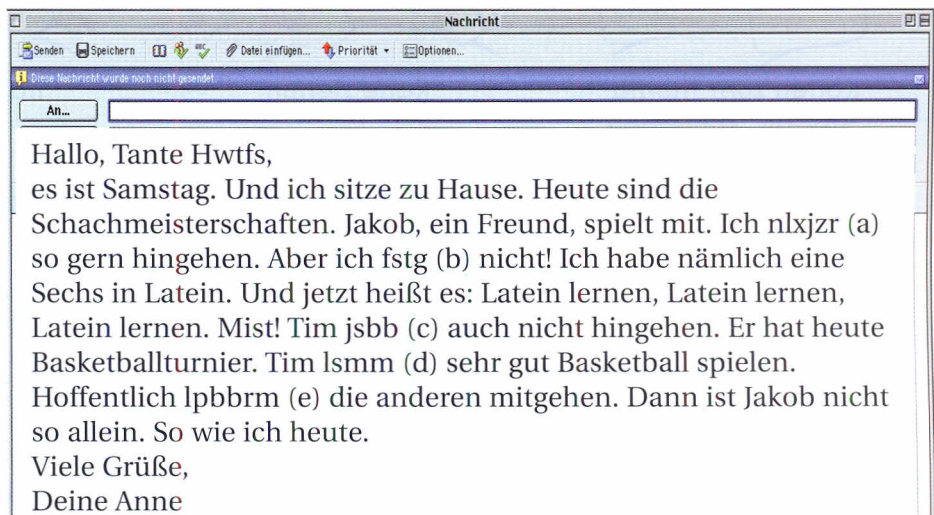 Nachricht
Senden Speichern Datei einfügen... Priorität Optionen...
Diese Nachricht wurde noch nicht gesendet.
An...
Hallo, Tante Hwtfs,
es ist Samstag. Und ich sitze zu Hause. Heute sind die
Schachmeisterschaften. Jakob, ein Freund, spielt mit. Ich nlxjzr (a)
so gern hingehen. Aber ich fstg (b) nicht! Ich habe nämlich eine
Sechs in Latein. Und jetzt heißt es: Latein lernen, Latein lernen,
Latein lernen. Mist! Tim jsbb (c) auch nicht hingehen. Er hat heute
Basketballturnier. Tim lsmm (d) sehr gut Basketball spielen.
Hoffentlich lpbbrm (e) die anderen mitgehen. Dann ist Jakob nicht
so allein. So wie ich heute.
Viele Grüße,
Deine Anne